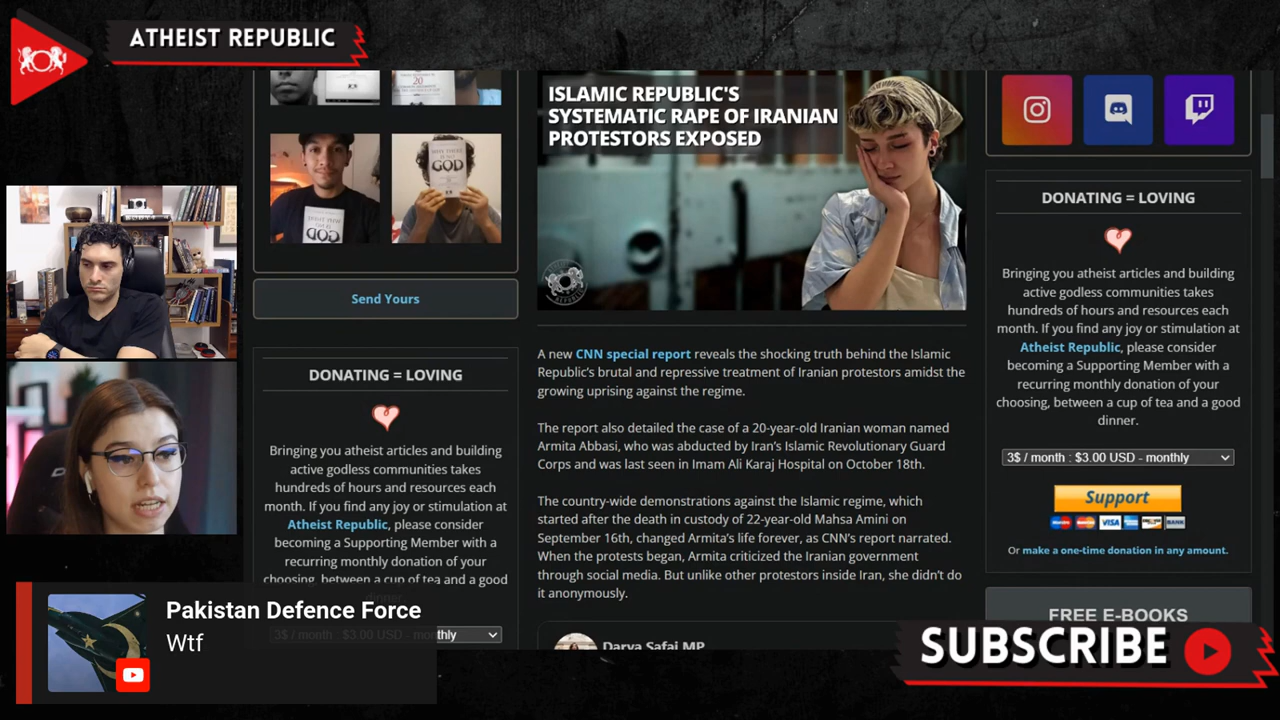 ATHEIST REPUBLIC
ISLAMIC REPUBLIC'S
SYSTEMATIC RAPE OF IRANIAN
PROTESTORS EXPOSED
Send Yours
DONATING = LOVING
Bringing you atheist articles and building
active godless communities takes
hundreds of hours and resources each
month. If you find any joy or stimulation at
Atheist Republic, please consider
becoming a Supporting Member with a
recurring monthly donation of your
choosing, between a cup of tea and a good
dinner.
3$ / month : $3.00 USD - monthly
A new CNN special report reveals the shocking truth behind the Islamic
Republic's brutal and repressive treatment of Iranian protestors amidst the
growing uprising against the regime.
The report also detailed the case of a 20-year-old Iranian woman named
Armita Abbasi, who was abducted by Iran's Islamic Revolutionary Guard
Corps and was last seen in Imam Ali Karaj Hospital on October 18th.
The country-wide demonstrations against the Islamic regime, which
started after the death in custody of 22-year-old Mahsa Amini on
September 16th, changed Armita's life forever, as CNN's report narrated.
When the protests began, Armita criticized the Iranian government
through social media. But unlike other protestors inside Iran, she didn't do
it anonymously.
Darya Safai MP
DONATING = LOVING
Bringing you atheist articles and building
active godless communities takes
hundreds of hours and resources each
month. If you find any joy or stimulation at
Atheist Republic, please consider
becoming a Supporting Member with a
recurring monthly donation of your
choosing, between a cup of tea and a good
dinner.
3$ / month : $3.00 USD - monthly
Support
VISA
BANK
Or make a one-time donation in any amount.
FREE E-BOOKS
Pakistan Defence Force
Wtf
SUBSCRIBE